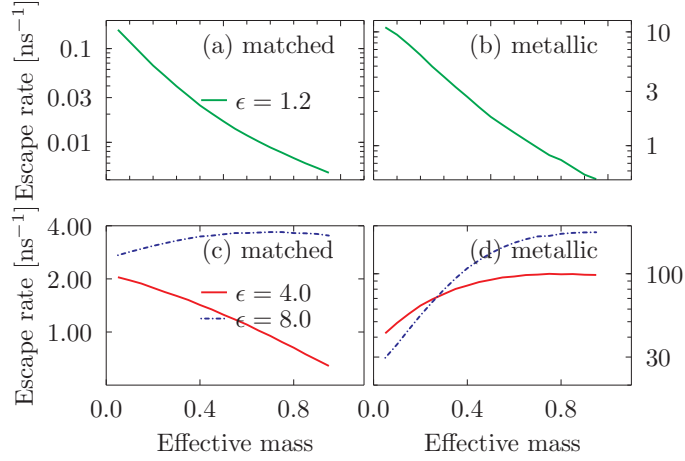 Escape rate [ns⁻¹]
0.1
0.03
0.01
(a) matched
ϵ = 1.2
(b) metallic
10
3
1
Escape rate [ns⁻¹]
4.00
2.00
1.00
(c) matched
ϵ = 4.0
ϵ = 8.0
(d) metallic
100
30
0.0 0.4 0.8 0.0 0.4 0.8
Effective mass Effective mass